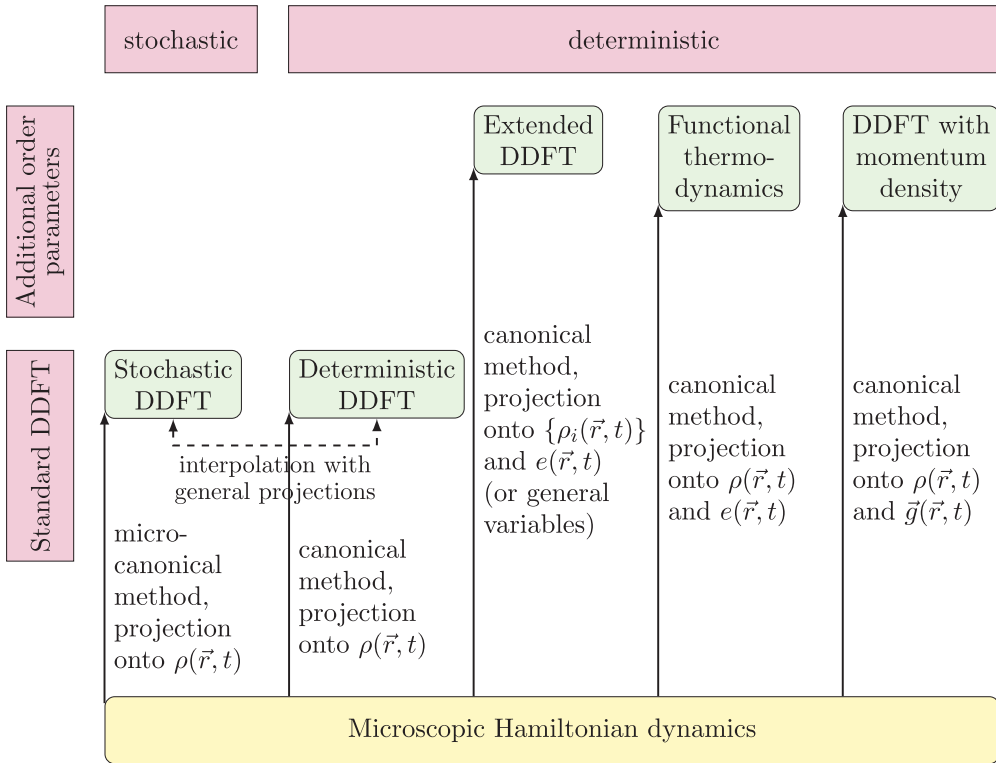 stochastic
deterministic
Additional order
parameters
Extended
DDFT
Functional
thermo-
dynamics
DDFT with
momentum
density
Standard DDFT
Stochastic
DDFT
Deterministic
DDFT
interpolation with
general projections
canonical
method,
projection
onto {ρᵢ(r⃗, t)}
and e(r⃗, t)
(or general
variables)
canonical
method,
projection
onto ρ(r⃗, t)
and e(r⃗, t)
canonical
method,
projection
onto ρ(r⃗, t)
and g⃗(r⃗, t)
micro-
canonical
method,
projection
onto ρ(r⃗, t)
canonical
method,
projection
onto ρ(r⃗, t)
Microscopic Hamiltonian dynamics